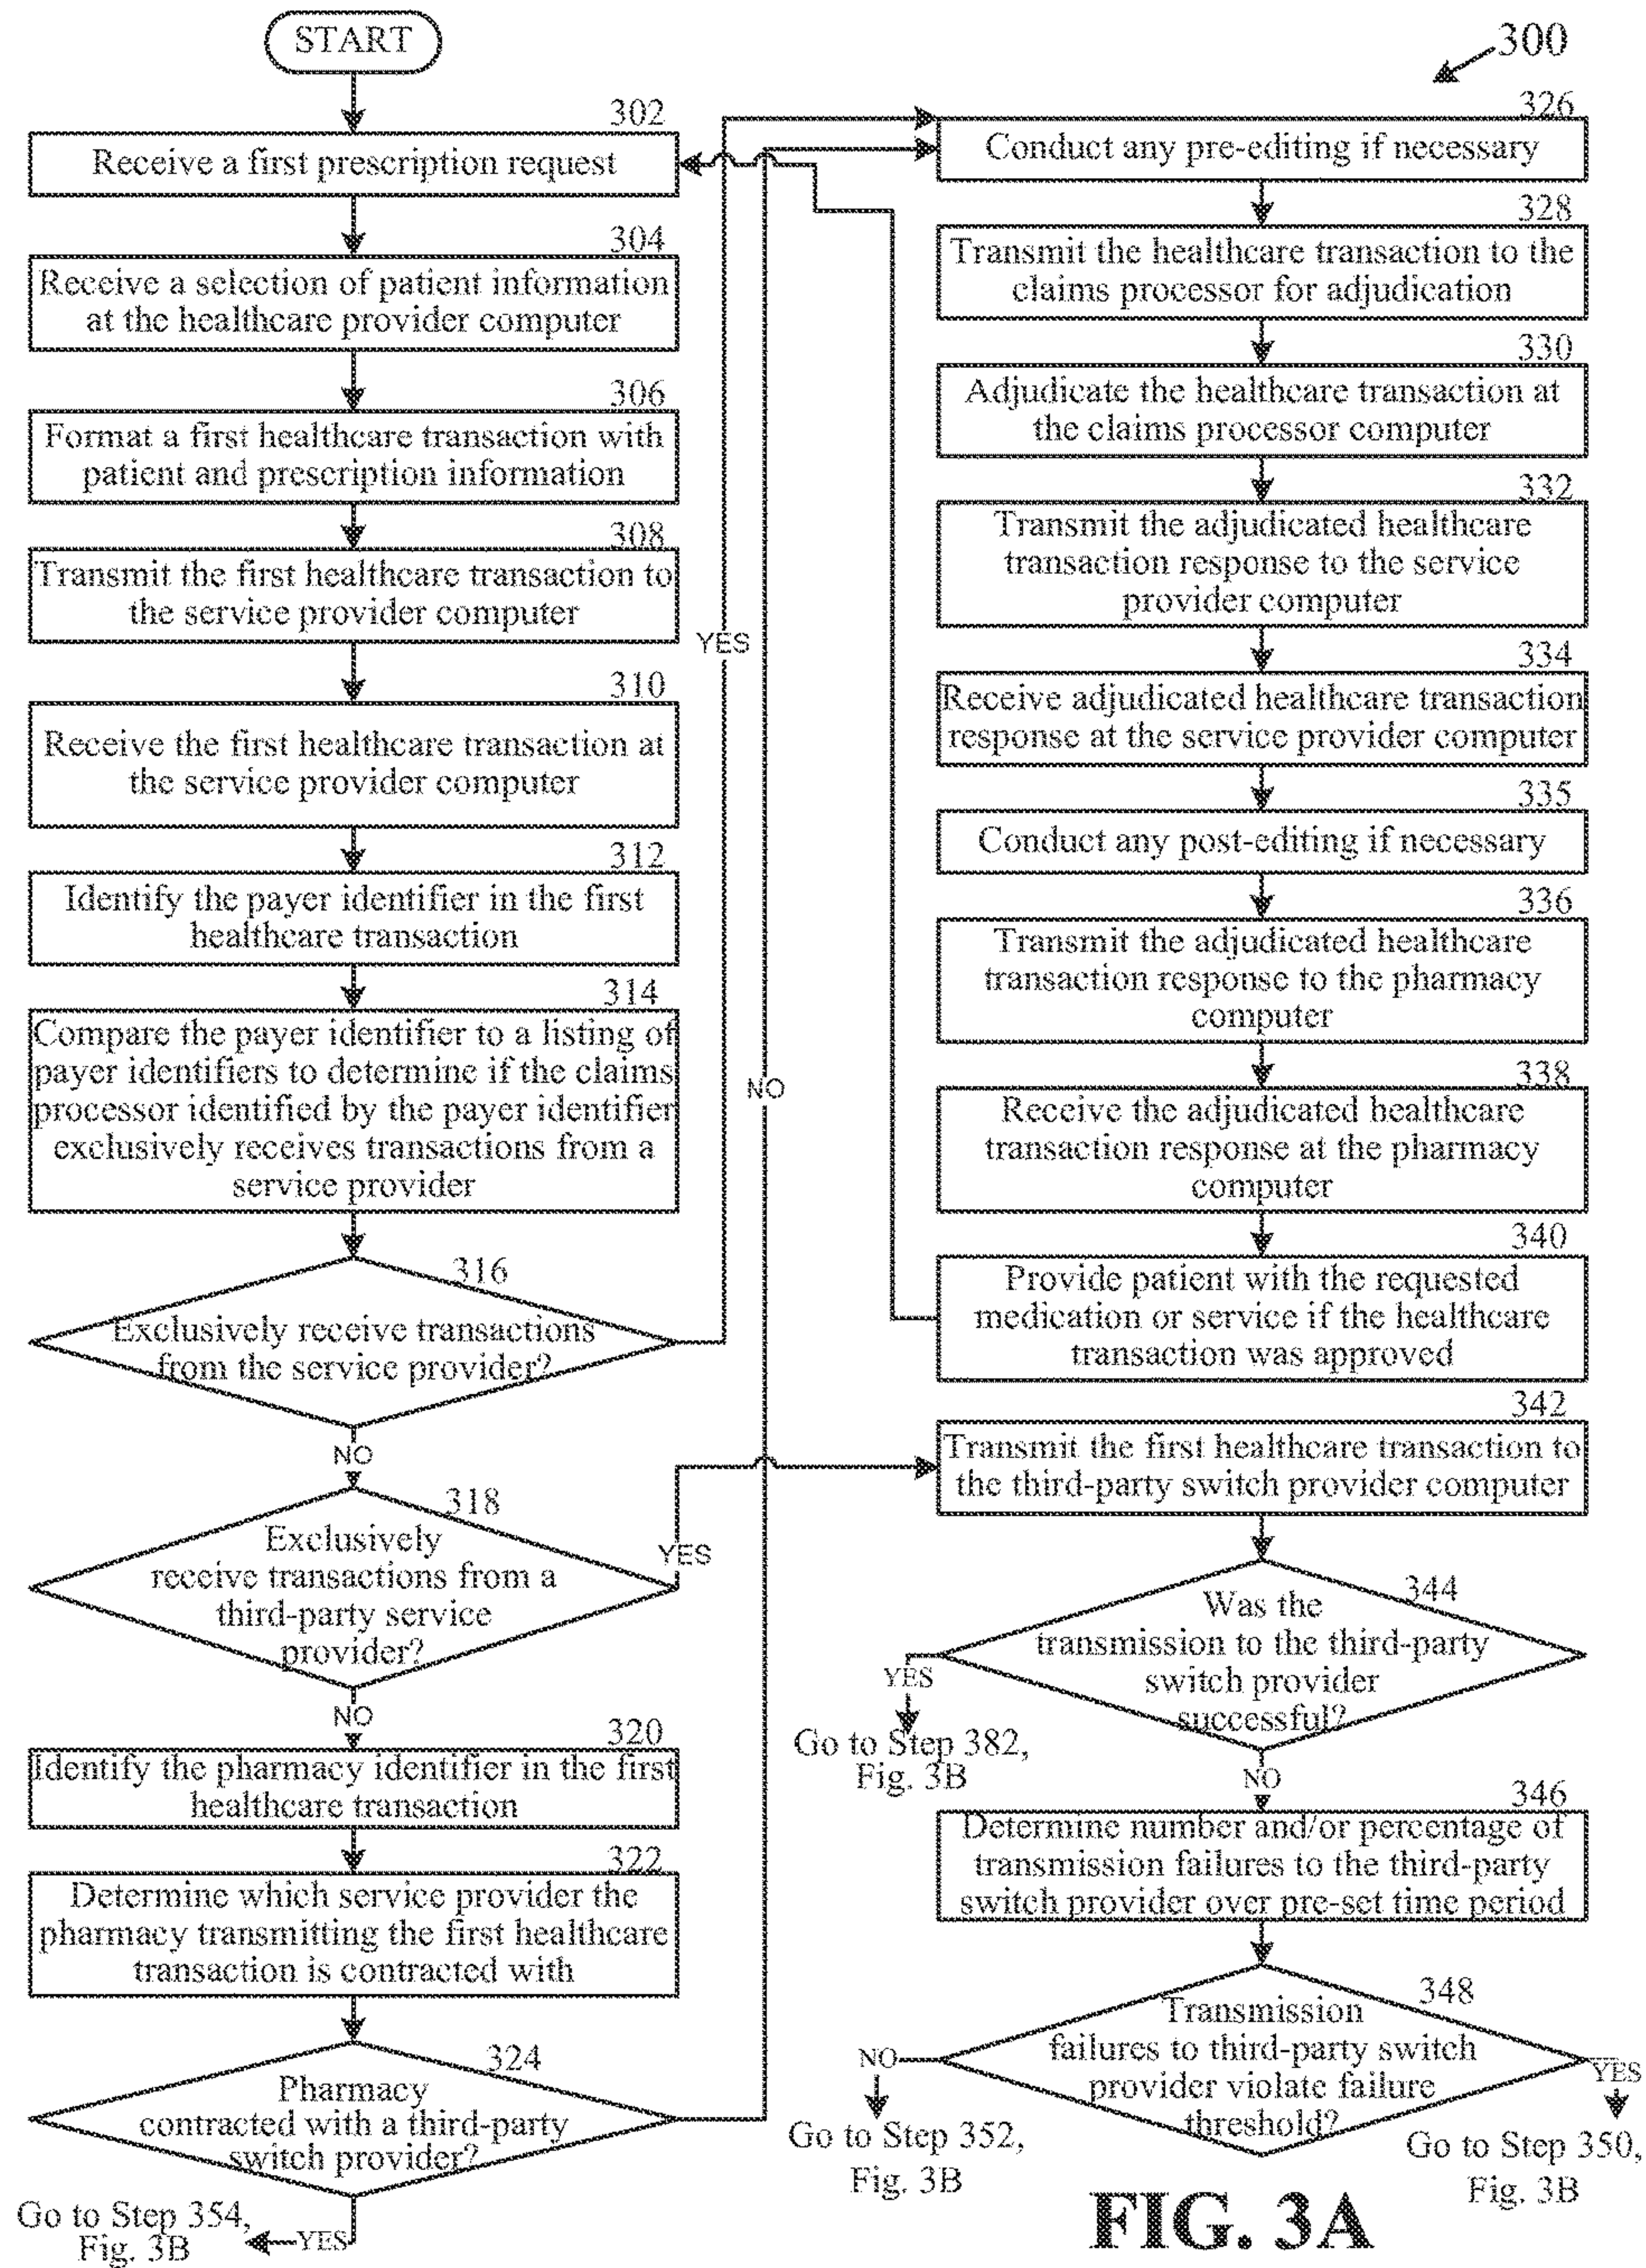 START
300
302
Receive a first prescription request
304
Receive a selection of patient information
at the healthcare provider computer
306
Format a first healthcare transaction with
patient and prescription information
308
Transmit the first healthcare transaction to
the service provider computer
310
Receive the first healthcare transaction at
the service provider computer
312
Identify the payer identifier in the first
healthcare transaction
314
Compare the payer identifier to a listing of
payer identifiers to determine if the claims
processor identified by the payer identifier
exclusively receives transactions from a
service provider
316
Exclusively receive transactions
from the service provider?
YES
NO
318
Exclusively
receive transactions from a
third-party service
provider?
YES
NO
320
Identify the pharmacy identifier in the first
healthcare transaction
322
Determine which service provider the
pharmacy transmitting the first healthcare
transaction is contracted with
324
Pharmacy
contracted with a third-party
switch provider?
NO
YES
Go to Step 354,
Fig. 3B
326
Conduct any pre-editing if necessary
328
Transmit the healthcare transaction to the
claims processor for adjudication
330
Adjudicate the healthcare transaction at
the claims processor computer
332
Transmit the adjudicated healthcare
transaction response to the service
provider computer
334
Receive adjudicated healthcare transaction
response at the service provider computer
335
Conduct any post-editing if necessary
336
Transmit the adjudicated healthcare
transaction response to the pharmacy
computer
338
Receive the adjudicated healthcare
transaction response at the pharmacy
computer
340
Provide patient with the requested
medication or service if the healthcare
transaction was approved
342
Transmit the first healthcare transaction to
the third-party switch provider computer
344
Was the
transmission to the third-party
switch provider
successful?
YES
Go to Step 382,
Fig. 3B
NO
346
Determine number and/or percentage of
transmission failures to the third-party
switch provider over pre-set time period
348
Transmission
failures to third-party switch
provider violate failure
threshold?
NO
Go to Step 352,
Fig. 3B
YES
Go to Step 350,
Fig. 3B
FIG. 3A